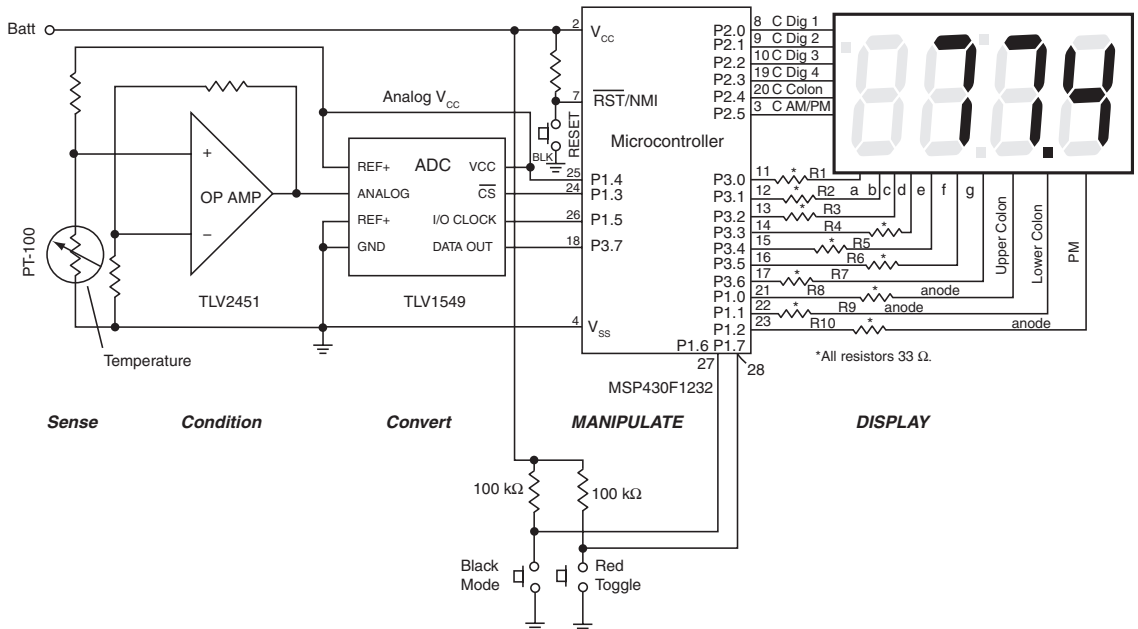 Batt
2
V_CC
P2.0
8
C Dig 1
P2.1
9
C Dig 2
P2.2
10
C Dig 3
P2.3
19
C Dig 4
P2.4
20
C Colon
P2.5
3
C AM/PM
774.
Analog V_CC
7
RST/NMI
RESET
BLK
Microcontroller
+
OP AMP
−
TLV2451
REF+
ADC
VCC
ANALOG
CS
REF+
I/O CLOCK
GND
DATA OUT
TLV1549
25
P1.4
24
P1.3
26
P1.5
18
P3.7
4
V_SS
P3.0
11
*
R1
P3.1
12
*
R2
P3.2
13
*
R3
P3.3
14
R4
*
P3.4
15
*
R5
P3.5
16
R6
*
P3.6
17
*
R7
P1.0
21
R8
*
anode
P1.1
22
*
R9
anode
P1.2
23
R10
*
anode
a b c d e f g
Upper Colon
Lower Colon
PM
P1.6 P1.7
27
28
*All resistors 33 Ω.
MSP430F1232
PT-100
Temperature
Sense
Condition
Convert
MANIPULATE
DISPLAY
100 kΩ
100 kΩ
Black
Mode
Red
Toggle